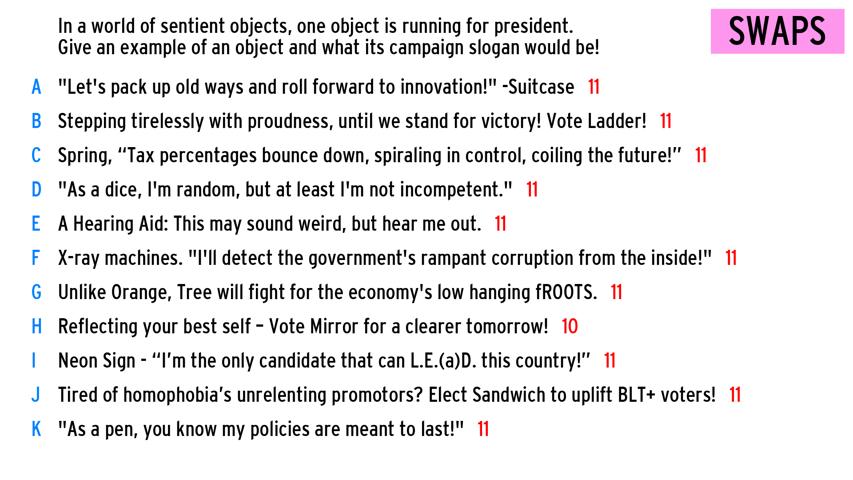 In a world of sentient objects, one object is running for president.
Give an example of an object and what its campaign slogan would be!
SWAPS
A "Let's pack up old ways and roll forward to innovation!" -Suitcase 11
B Stepping tirelessly with proudness, until we stand for victory! Vote Ladder! 11
C Spring, “Tax percentages bounce down, spiraling in control, coiling the future!” 11
D "As a dice, I'm random, but at least I'm not incompetent." 11
E A Hearing Aid: This may sound weird, but hear me out. 11
F X-ray machines. "I'll detect the government's rampant corruption from the inside!" 11
G Unlike Orange, Tree will fight for the economy's low hanging fROOTS. 11
H Reflecting your best self – Vote Mirror for a clearer tomorrow! 10
I Neon Sign - “I’m the only candidate that can L.E.(a)D. this country!” 11
J Tired of homophobia’s unrelenting promotors? Elect Sandwich to uplift BLT+ voters! 11
K "As a pen, you know my policies are meant to last!" 11